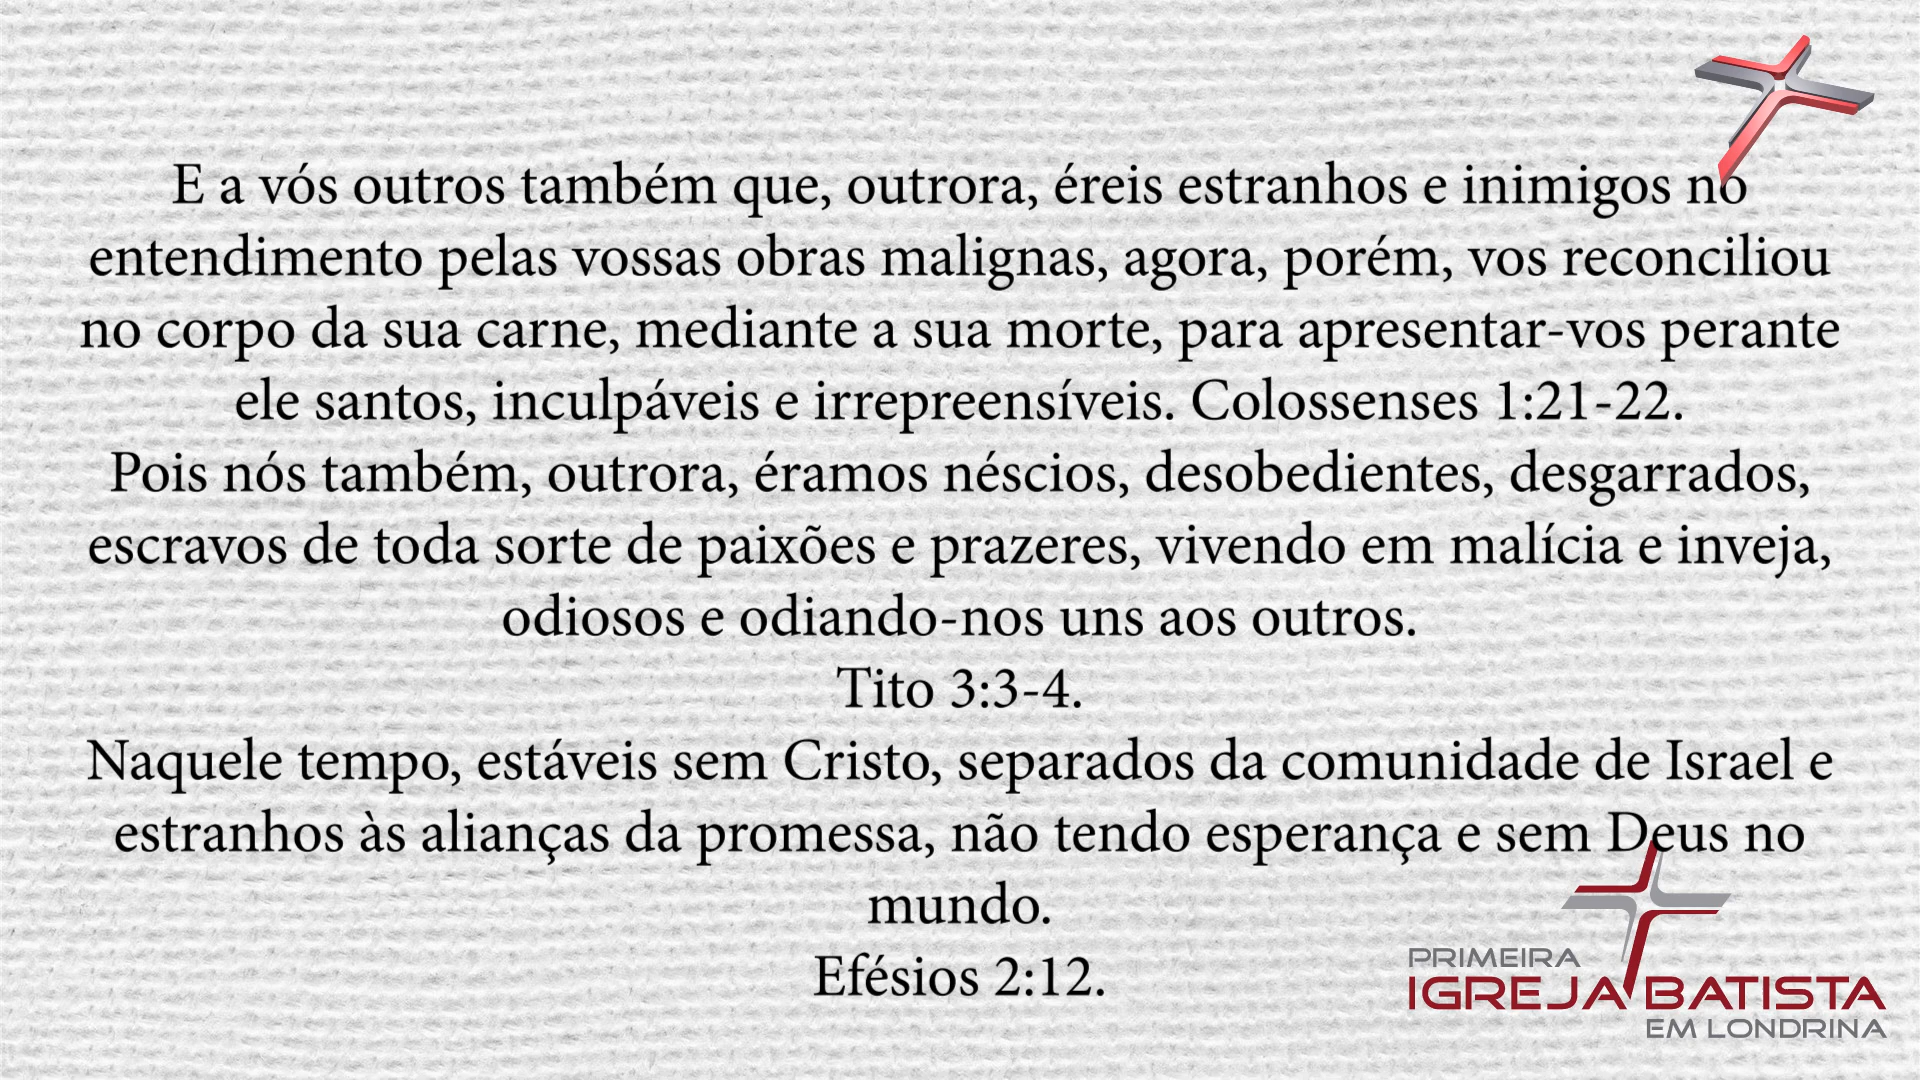 E a vós outros também que, outrora, éreis estranhos e inimigos no
entendimento pelas vossas obras malignas, agora, porém, vos reconciliou
no corpo da sua carne, mediante a sua morte, para apresentar-vos perante
ele santos, inculpáveis e irrepreensíveis. Colossenses 1:21-22.
Pois nós também, outrora, éramos néscios, desobedientes, desgarrados,
escravos de toda sorte de paixões e prazeres, vivendo em malícia e inveja,
odiosos e odiando-nos uns aos outros.
Tito 3:3-4.
Naquele tempo, estáveis sem Cristo, separados da comunidade de Israel e
estranhos às alianças da promessa, não tendo esperança e sem Deus no
mundo.
Efésios 2:12.
PRIMEIRA
IGREJA BATISTA
EM LONDRINA